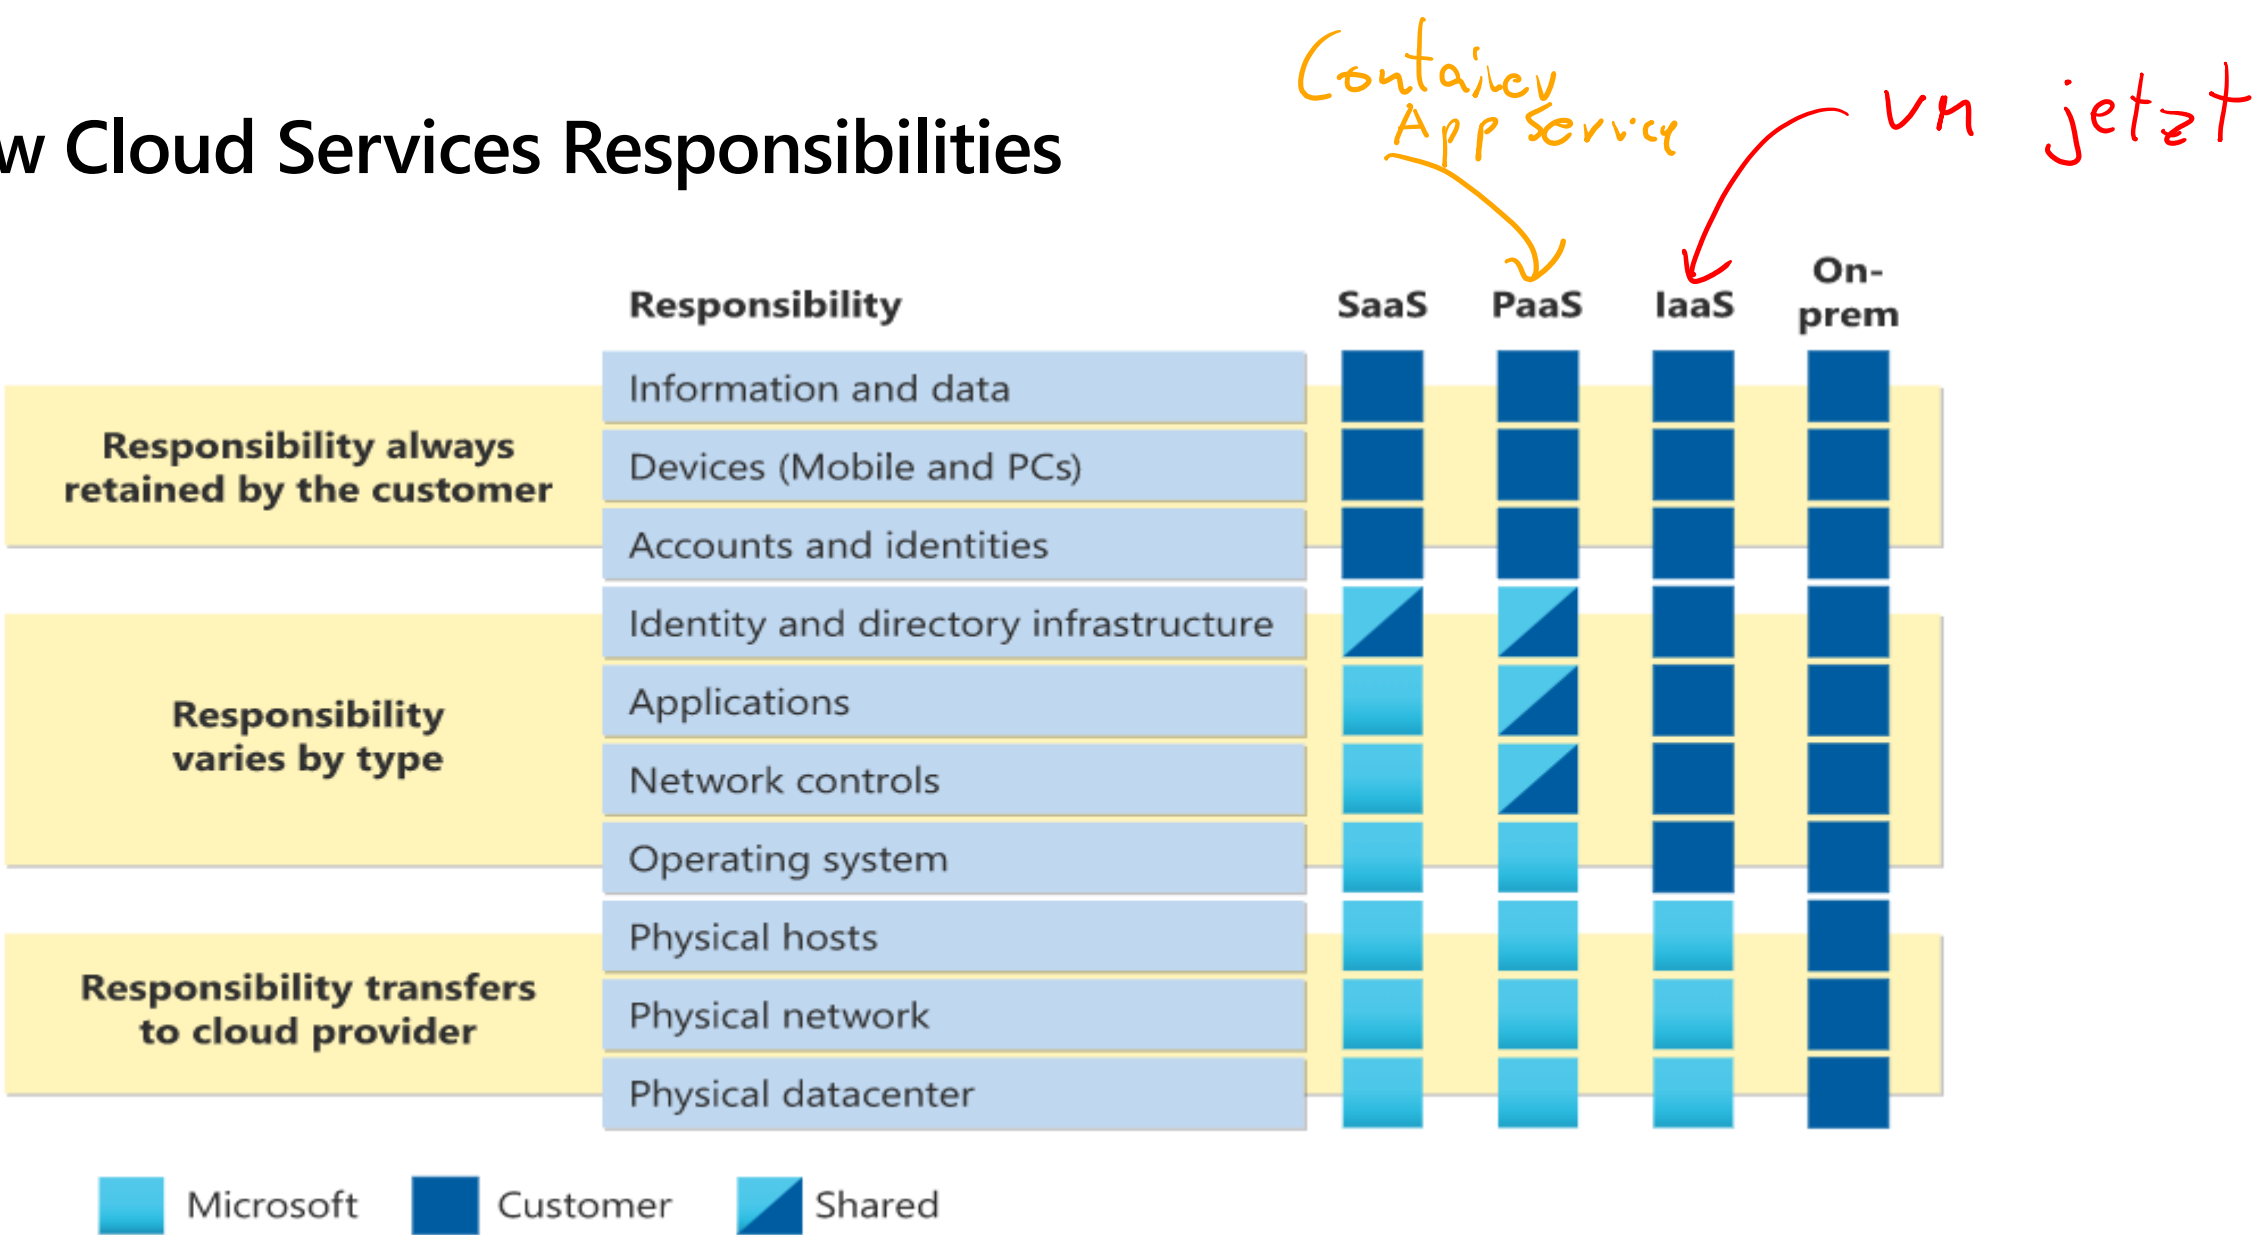 Container
App Service
vm jetzt
w Cloud Services Responsibilities
Responsibility
SaaS
PaaS
IaaS
On-
prem
Responsibility always
retained by the customer
Information and data
Devices (Mobile and PCs)
Accounts and identities
Responsibility
varies by type
Identity and directory infrastructure
Applications
Network controls
Operating system
Responsibility transfers
to cloud provider
Physical hosts
Physical network
Physical datacenter
Microsoft
Customer
Shared